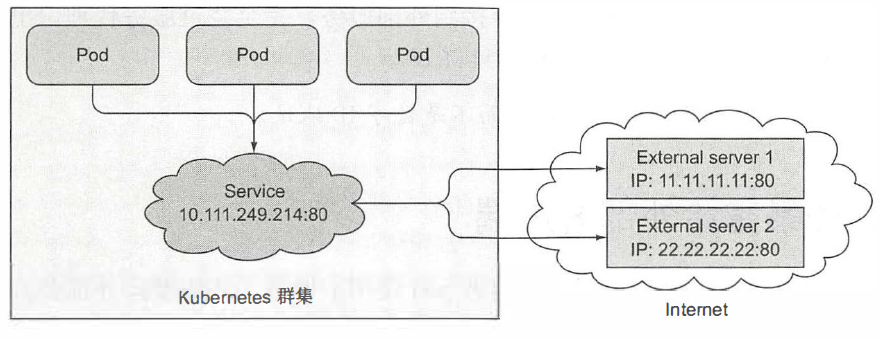 Pod
Pod
Pod
Service
10.111.249.214:80
Kubernetes 群集
External server 1
IP: 11.11.11.11:80
External server 2
IP: 22.22.22.22:80
Internet